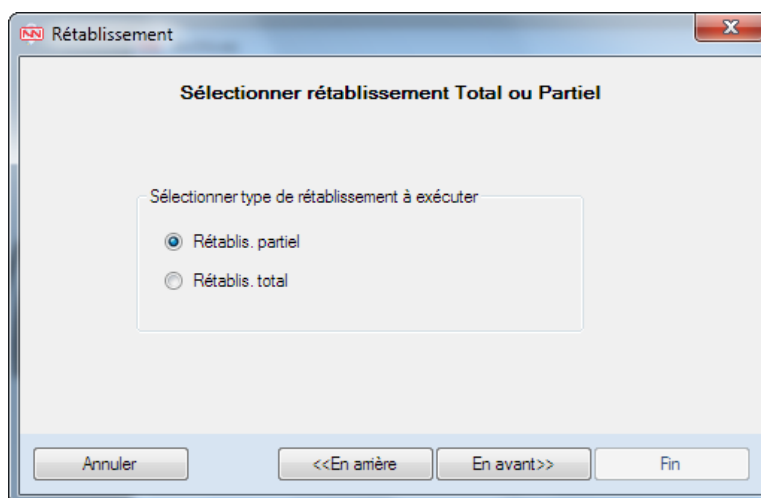 Rétablissement
Sélectionner rétablissement Total ou Partiel
Sélectionner type de rétablissement à exécuter
Rétablis. partiel
Rétablis. total
Annuler <<En arrière En avant>> Fin